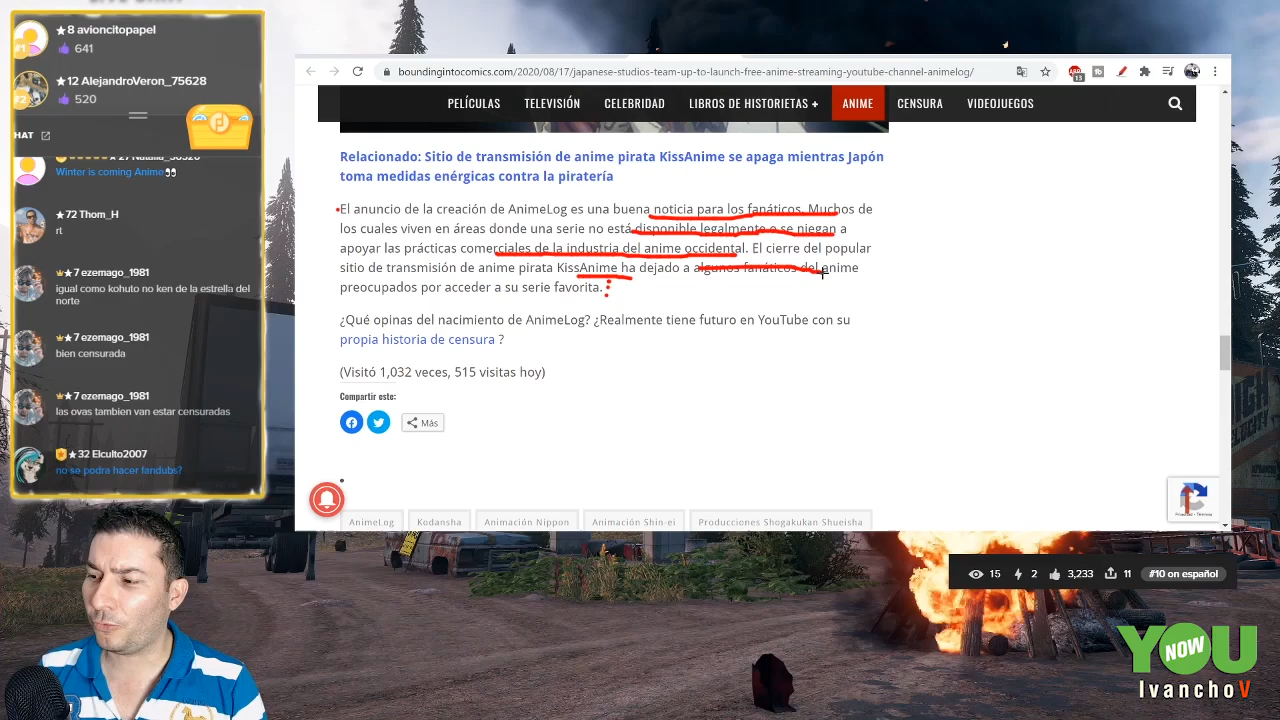 ★8 avioncitopapel
#1
641
★12 AlejandroVeron_75628
#2
520
HAT
Winter is coming Anime👀
★72 Thom_H
rt
★7 ezemago_1981
igual como kohuto no ken de la estrella del
norte
★7 ezemago_1981
bien censurada
★7 ezemago_1981
las ovas tambien van estar censuradas
★32 Elculto2007
no se podra hacer fandubs?
boundingintocomics.com/2020/08/17/japanese-studios-team-up-to-launch-free-anime-streaming-youtube-channel-animelog/
13
PELÍCULAS TELEVISIÓN CELEBRIDAD LIBROS DE HISTORIETAS + ANIME CENSURA VIDEOJUEGOS
Relacionado: Sitio de transmisión de anime pirata KissAnime se apaga mientras Japón
toma medidas enérgicas contra la piratería
El anuncio de la creación de AnimeLog es una buena noticia para los fanáticos. Muchos de
los cuales viven en áreas donde una serie no está disponible legalmente o se niegan a
apoyar las prácticas comerciales de la industria del anime occidental. El cierre del popular
sitio de transmisión de anime pirata KissAnime ha dejado a algunos fanáticos del anime
preocupados por acceder a su serie favorita.
¿Qué opinas del nacimiento de AnimeLog? ¿Realmente tiene futuro en YouTube con su
propia historia de censura ?
(Visitó 1,032 veces, 515 visitas hoy)
Compartir esto:
Más
AnimeLog Kodansha Animación Nippon Animación Shin-ei Producciones Shogakukan Shueisha
15 2 3,233 11 #10 on español
YOU
NOW
IvanchoV